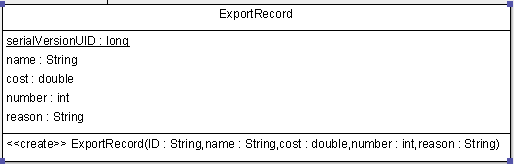 ExportRecord
serialVersionUID : long
name : String
cost : double
number : int
reason : String
<<create>> ExportRecord(ID : String,name : String,cost : double,number : int,reason : String)